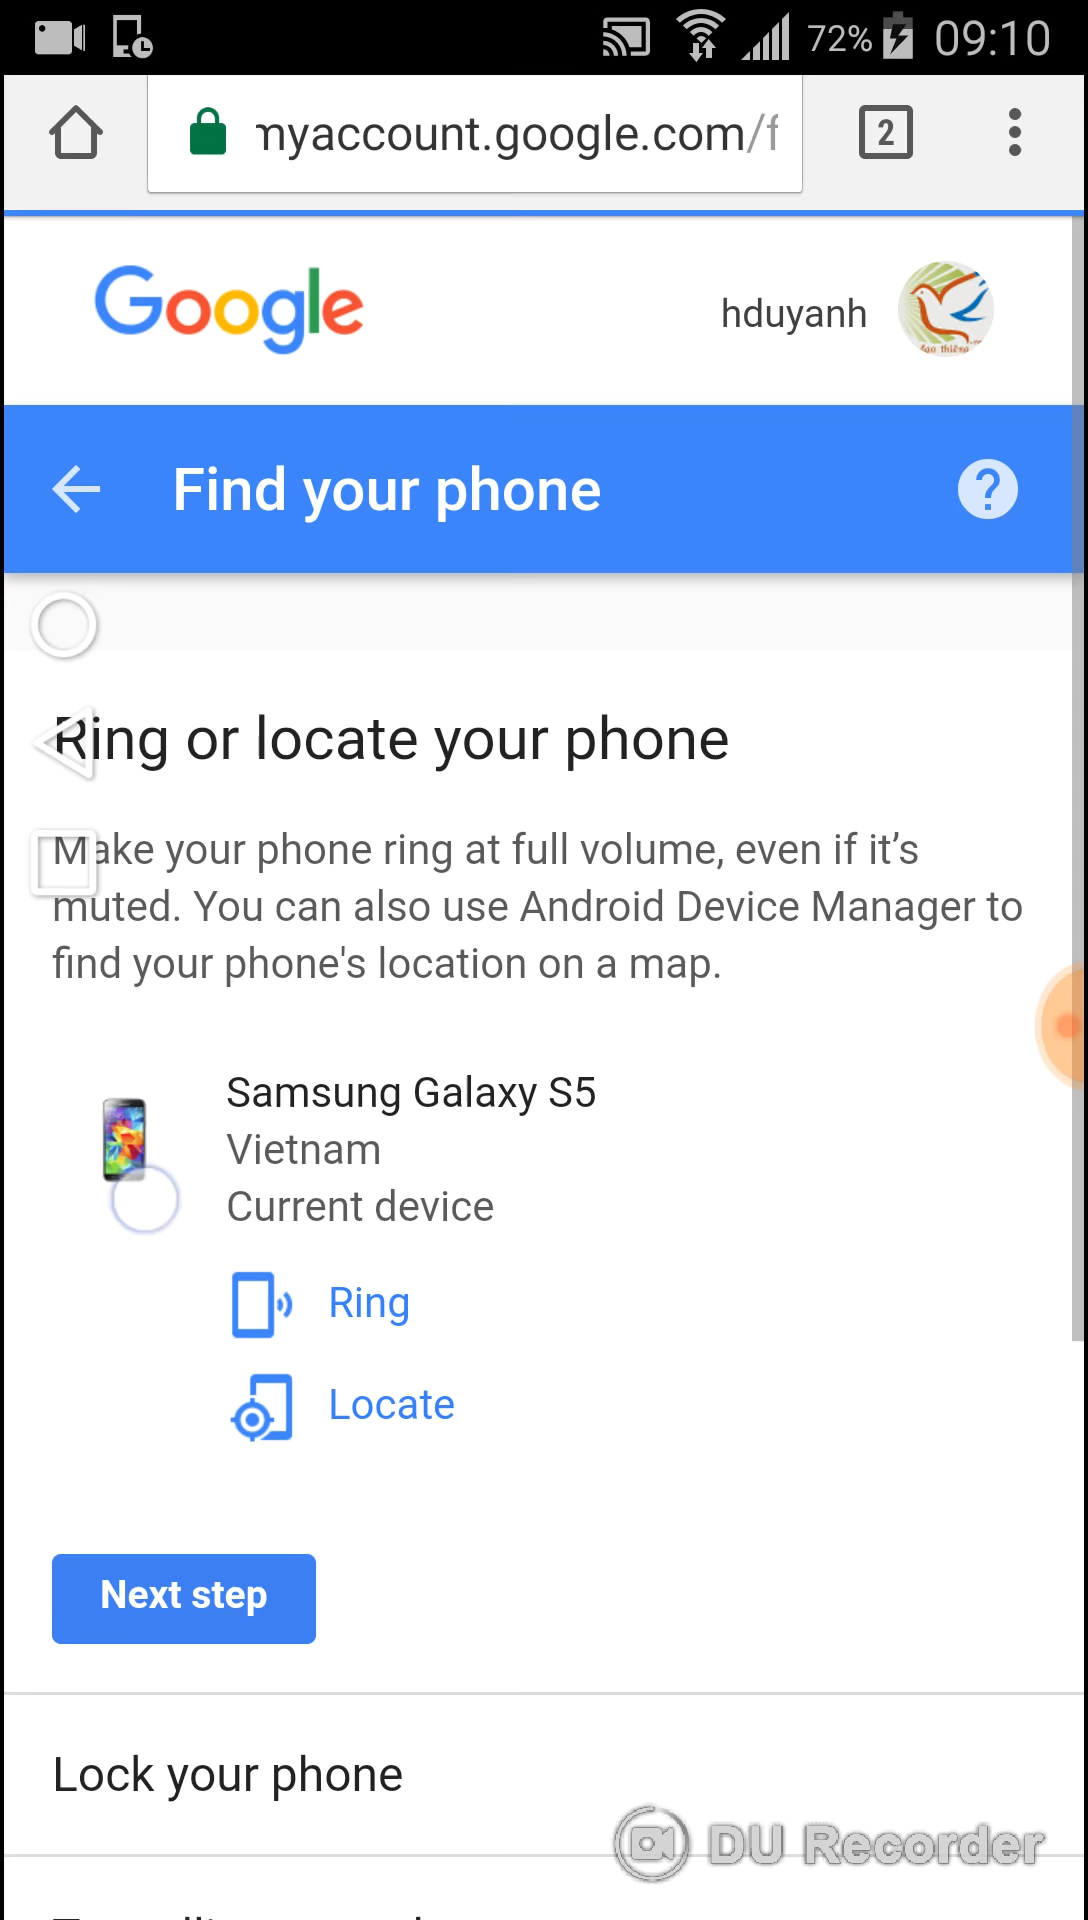 72% 09:10
myaccount.google.com/f
2
Google
hduyanh
Find your phone
?
Ring or locate your phone
Make your phone ring at full volume, even if it’s
muted. You can also use Android Device Manager to
find your phone's location on a map.
Samsung Galaxy S5
Vietnam
Current device
Ring
Locate
Next step
Lock your phone
DU Recorder